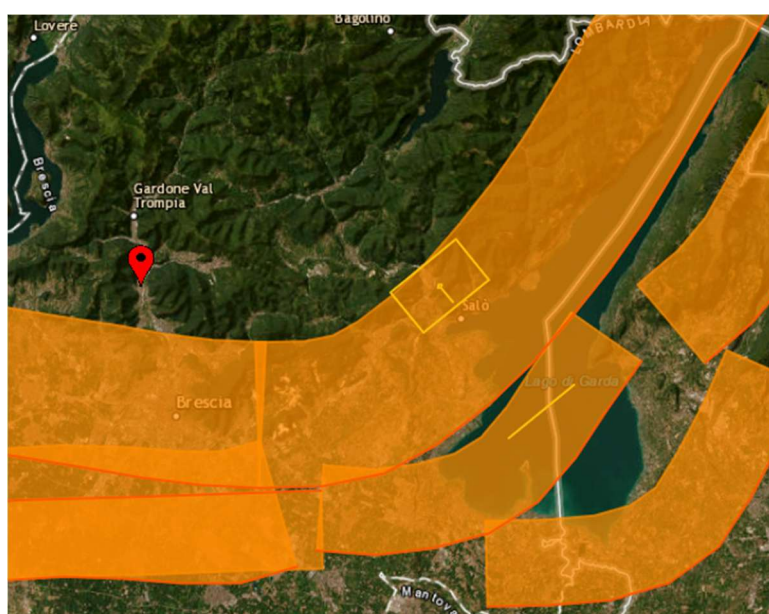 Lovere
Bagolino
LOMBARDIA
Brescia
Gardone Val
Trompia
Salò
Lago di Garda
Brescia
Mantova